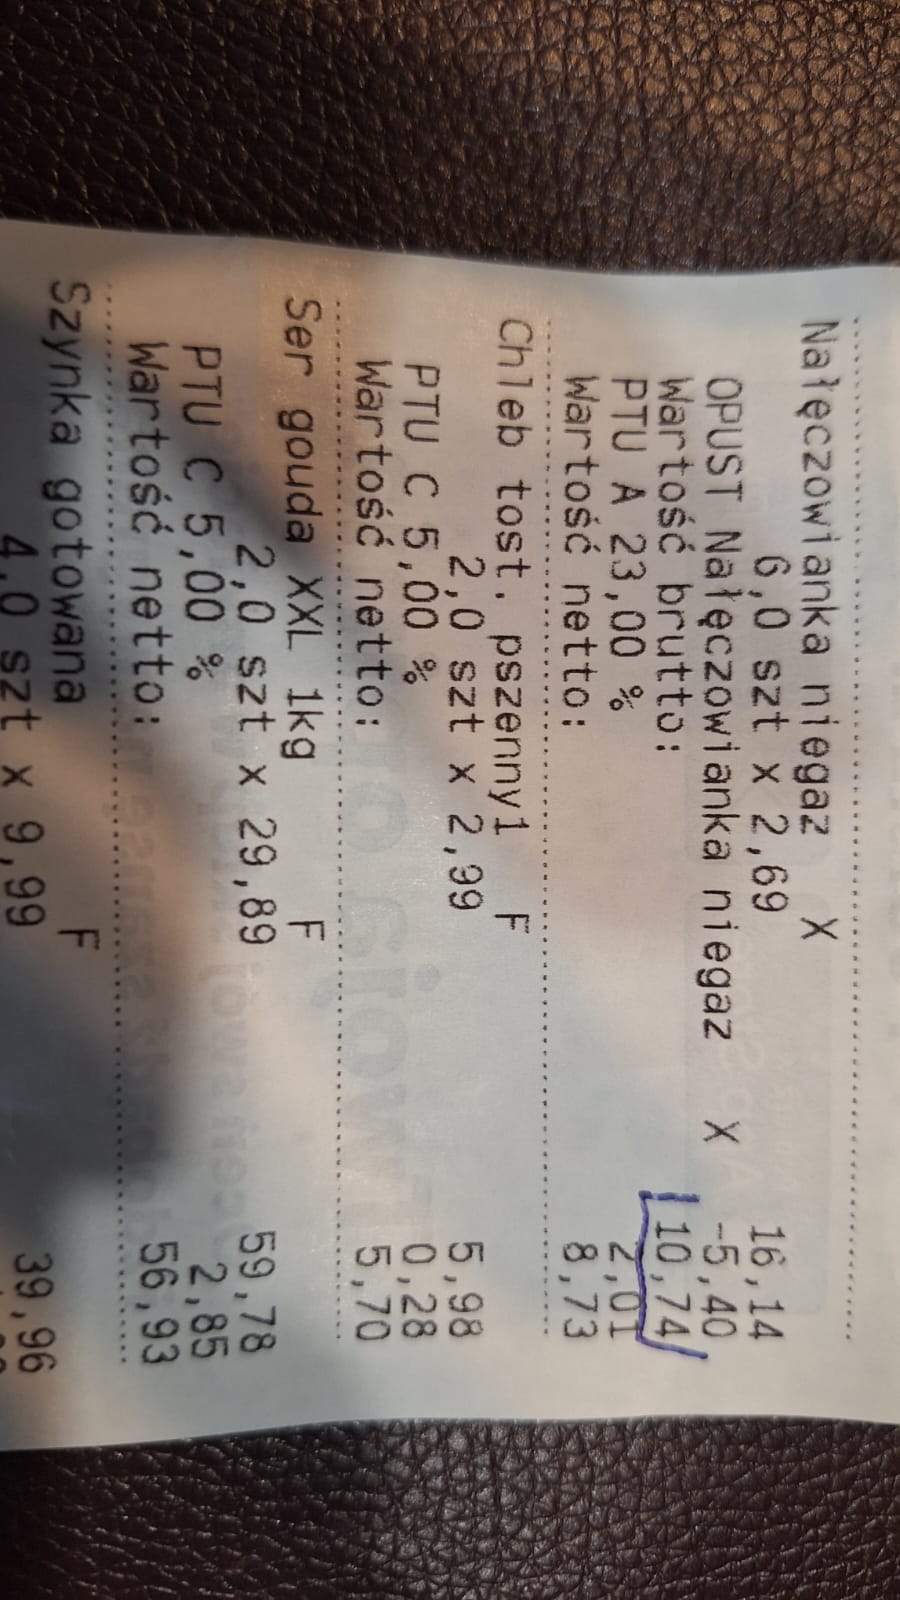 Nałęczowianka niegaz X
6,0 szt x 2,69 16,14
OPUST Nałęczowianka niegaz X -5,40
Wartość brutto: 10,74
PTU A 23,00 % 2,01
Wartość netto: 8,73
Chleb tost. pszenny1 F
2,0 szt x 2,99 5,98
PTU C 5,00 % 0,28
Wartość netto: 5,70
Ser gouda XXL 1kg F
2,0 szt x 29,89 59,78
PTU C 5,00 % 2,85
Wartość netto: 56,93
Szynka gotowana F
4,0 szt x 9,99 39,96